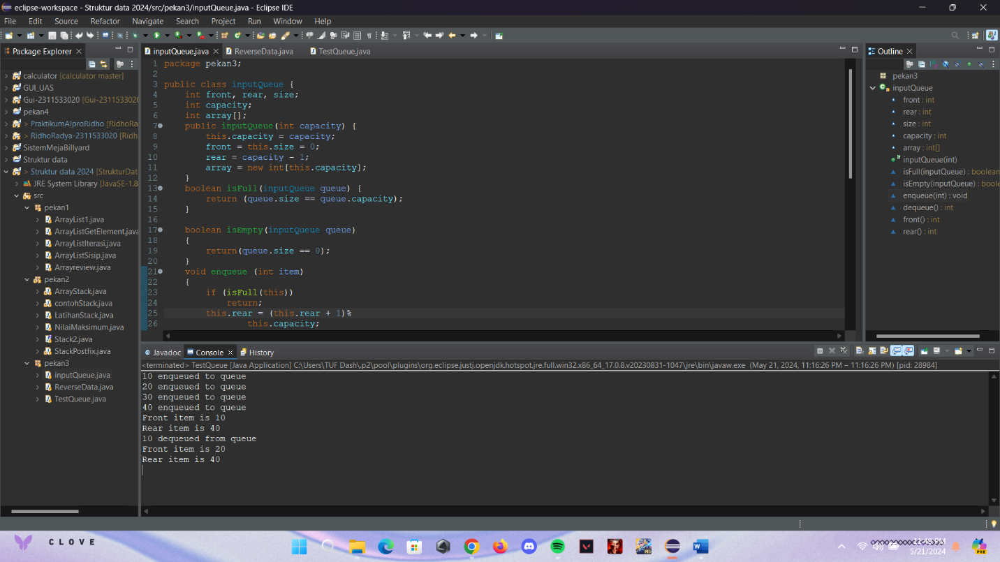 eclipse-workspace - Struktur data 2024/src/pekan3/inputQueue.java - Eclipse IDE
File Edit Source Refactor Navigate Search Project Run Window Help
Package Explorer
calculator [calculator master]
GUI_UAS
Gui-2311533020 [Gui-2311533020
pekan4
> PraktikumAlproRidho [RidhoRa
> RidhoRadya-2311533020 [Ridh
SistemMejaBillyard
Struktur data
> Struktur data 2024 [StrukturDat
JRE System Library [JavaSE-1.8
src
pekan1
ArrayList1.java
ArrayListGetElement.java
ArrayListIterasi.java
ArrayListSisip.java
Arrayreview.java
pekan2
ArrayStack.java
contohStack.java
LatihanStack.java
NilaiMaksimum.java
Stack2.java
StackPostfix.java
pekan3
inputQueue.java
ReverseData.java
TestQueue.java
inputQueue.java ReverseData.java TestQueue.java
1 package pekan3;
2
3 public class inputQueue {
4 int front, rear, size;
5 int capacity;
6 int array[];
7 public inputQueue(int capacity) {
8 this.capacity = capacity;
9 front = this.size = 0;
10 rear = capacity - 1;
11 array = new int[this.capacity];
12 }
13 boolean isFull(inputQueue queue) {
14 return (queue.size == queue.capacity);
15 }
16
17 boolean isEmpty(inputQueue queue)
18 {
19 return(queue.size == 0);
20 }
21 void enqueue (int item)
22 {
23 if (isFull(this))
24 return;
25 this.rear = (this.rear + 1)%
26 this.capacity;
Outline
pekan3
inputQueue
front : int
rear : int
size : int
capacity : int
array : int[]
inputQueue(int)
isFull(inputQueue) : boolean
isEmpty(inputQueue) : boole
enqueue(int) : void
dequeue() : int
front() : int
rear() : int
Javadoc Console History
<terminated> TestQueue [Java Application] C:\Users\TUF Dash\.p2\pool\plugins\org.eclipse.justj.openjdk.hotspot.jre.full.win32.x86_64_17.0.8.v20230831-1047\jre\bin\javaw.exe (May 21, 2024, 11:16:26 PM – 11:16:26 PM) [pid: 28984]
10 enqueued to queue
20 enqueued to queue
30 enqueued to queue
40 enqueued to queue
Front item is 10
Rear item is 40
10 dequeued from queue
Front item is 20
Rear item is 40
CLOVE
5/21/2024
PRE